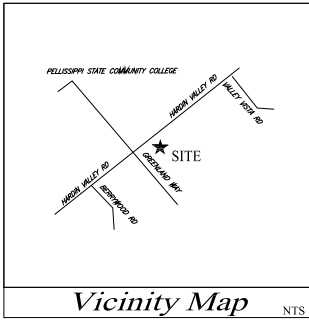 PELLISSIPPI STATE COMMUNITY COLLEGE
HARDIN VALLEY RD
VALLEY VISTA RD
SITE
GREENLAND WAY
HARDIN VALLEY RD
BERRYWOOD RD
Vicinity Map
NTS